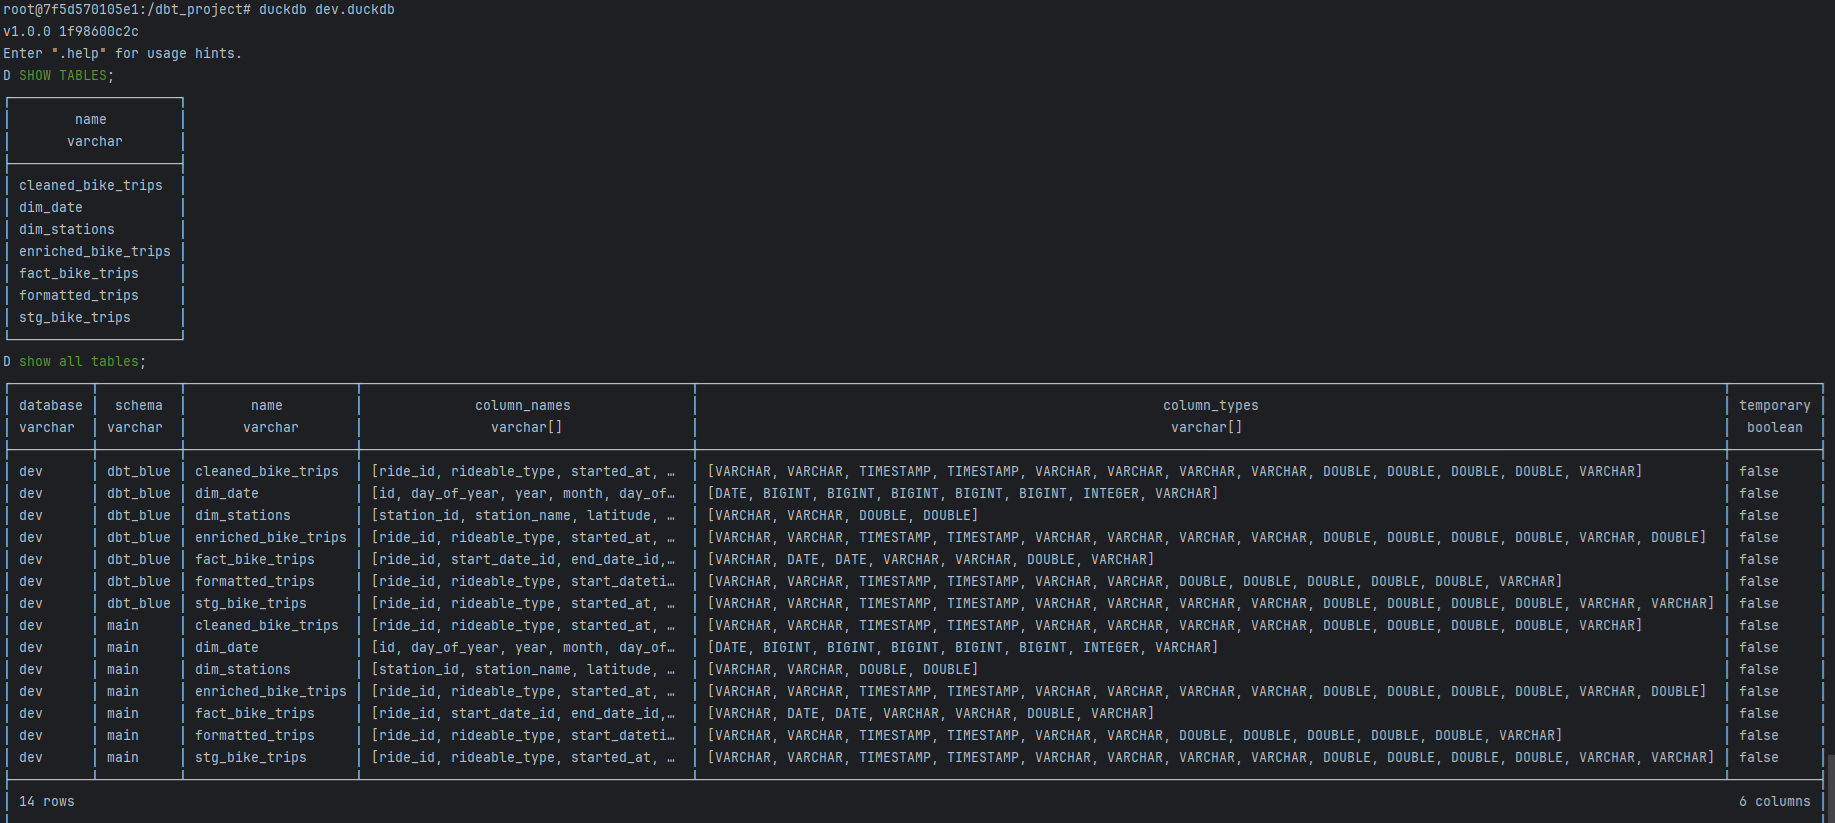 root@7f5d570105e1:/dbt_project# duckdb dev.duckdb
v1.0.0 1f98600c2c
Enter ".help" for usage hints.
D SHOW TABLES;
name
varchar
cleaned_bike_trips
dim_date
dim_stations
enriched_bike_trips
fact_bike_trips
formatted_trips
stg_bike_trips
D show all tables;
database schema name column_names column_types temporary
varchar varchar varchar varchar[] varchar[] boolean
dev dbt_blue cleaned_bike_trips [ride_id, rideable_type, started_at, … [VARCHAR, VARCHAR, TIMESTAMP, TIMESTAMP, VARCHAR, VARCHAR, VARCHAR, VARCHAR, DOUBLE, DOUBLE, DOUBLE, DOUBLE, VARCHAR] false
dev dbt_blue dim_date [id, day_of_year, year, month, day_of… [DATE, BIGINT, BIGINT, BIGINT, BIGINT, BIGINT, INTEGER, VARCHAR] false
dev dbt_blue dim_stations [station_id, station_name, latitude, … [VARCHAR, VARCHAR, DOUBLE, DOUBLE] false
dev dbt_blue enriched_bike_trips [ride_id, rideable_type, started_at, … [VARCHAR, VARCHAR, TIMESTAMP, TIMESTAMP, VARCHAR, VARCHAR, VARCHAR, VARCHAR, DOUBLE, DOUBLE, DOUBLE, DOUBLE, VARCHAR, DOUBLE] false
dev dbt_blue fact_bike_trips [ride_id, start_date_id, end_date_id,… [VARCHAR, DATE, DATE, VARCHAR, VARCHAR, DOUBLE, VARCHAR] false
dev dbt_blue formatted_trips [ride_id, rideable_type, start_dateti… [VARCHAR, VARCHAR, TIMESTAMP, TIMESTAMP, VARCHAR, VARCHAR, DOUBLE, DOUBLE, DOUBLE, DOUBLE, DOUBLE, VARCHAR] false
dev dbt_blue stg_bike_trips [ride_id, rideable_type, started_at, … [VARCHAR, VARCHAR, TIMESTAMP, TIMESTAMP, VARCHAR, VARCHAR, VARCHAR, VARCHAR, DOUBLE, DOUBLE, DOUBLE, DOUBLE, VARCHAR, VARCHAR] false
dev main cleaned_bike_trips [ride_id, rideable_type, started_at, … [VARCHAR, VARCHAR, TIMESTAMP, TIMESTAMP, VARCHAR, VARCHAR, VARCHAR, VARCHAR, DOUBLE, DOUBLE, DOUBLE, DOUBLE, VARCHAR] false
dev main dim_date [id, day_of_year, year, month, day_of… [DATE, BIGINT, BIGINT, BIGINT, BIGINT, BIGINT, INTEGER, VARCHAR] false
dev main dim_stations [station_id, station_name, latitude, … [VARCHAR, VARCHAR, DOUBLE, DOUBLE] false
dev main enriched_bike_trips [ride_id, rideable_type, started_at, … [VARCHAR, VARCHAR, TIMESTAMP, TIMESTAMP, VARCHAR, VARCHAR, VARCHAR, VARCHAR, DOUBLE, DOUBLE, DOUBLE, DOUBLE, VARCHAR, DOUBLE] false
dev main fact_bike_trips [ride_id, start_date_id, end_date_id,… [VARCHAR, DATE, DATE, VARCHAR, VARCHAR, DOUBLE, VARCHAR] false
dev main formatted_trips [ride_id, rideable_type, start_dateti… [VARCHAR, VARCHAR, TIMESTAMP, TIMESTAMP, VARCHAR, VARCHAR, DOUBLE, DOUBLE, DOUBLE, DOUBLE, DOUBLE, VARCHAR] false
dev main stg_bike_trips [ride_id, rideable_type, started_at, … [VARCHAR, VARCHAR, TIMESTAMP, TIMESTAMP, VARCHAR, VARCHAR, VARCHAR, VARCHAR, DOUBLE, DOUBLE, DOUBLE, DOUBLE, VARCHAR, VARCHAR] false
14 rows 6 columns